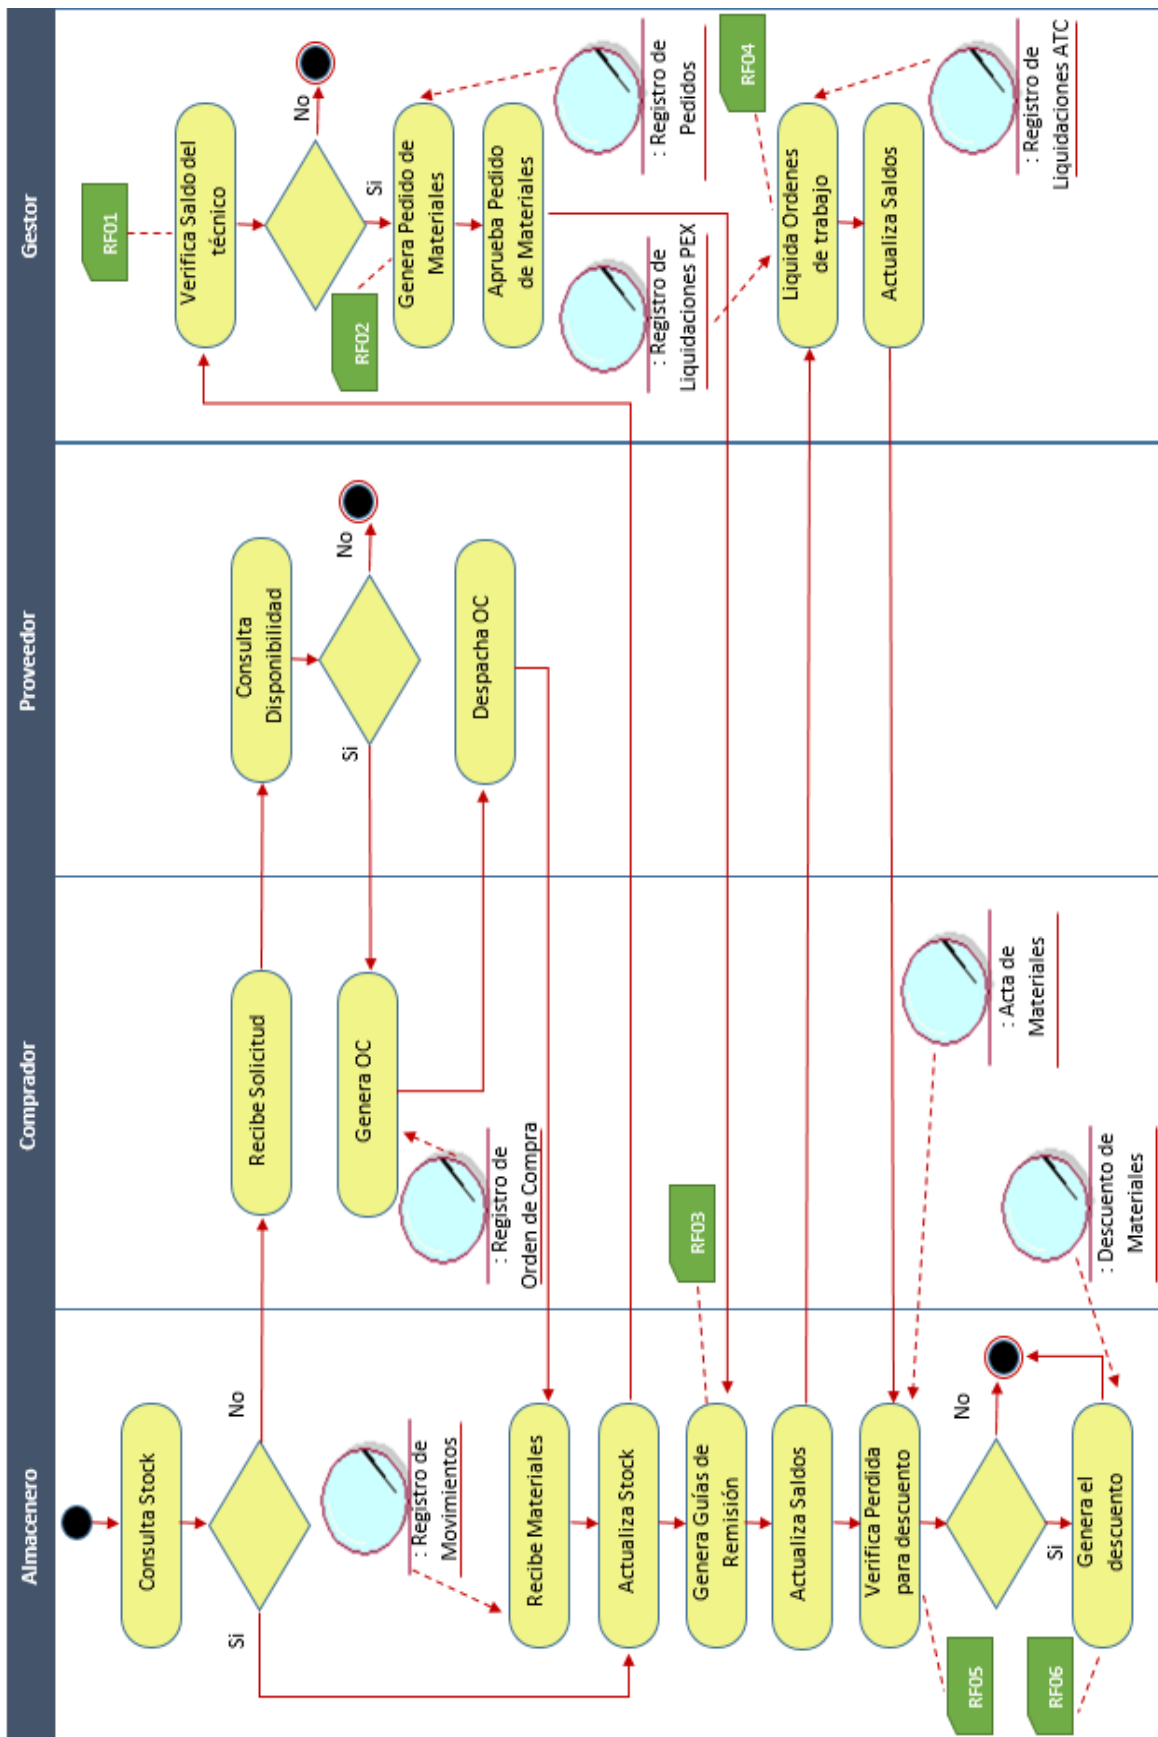 Almacenero
Comprador
Proveedor
Gestor
Consulta Stock
Si
No
: Registro de
Movimientos
Recibe Materiales
Actualiza Stock
Genera Guías de
Remisión
Actualiza Saldos
Verifica Perdida
para descuento
No
Si
Genera el
descuento
RF05
RF06
Recibe Solicitud
Genera OC
: Registro de
Orden de Compra
RF03
: Acta de
Materiales
: Descuento de
Materiales
Consulta
Disponibilidad
Si
No
Despacha OC
RF01
Verifica Saldo del
técnico
No
Si
RF02
Genera Pedido de
Materiales
Aprueba Pedido
de Materiales
: Registro de
Pedidos
: Registro de
Liquidaciones PEX
RF04
Liquida Ordenes
de trabajo
Actualiza Saldos
: Registro de
Liquidaciones ATC